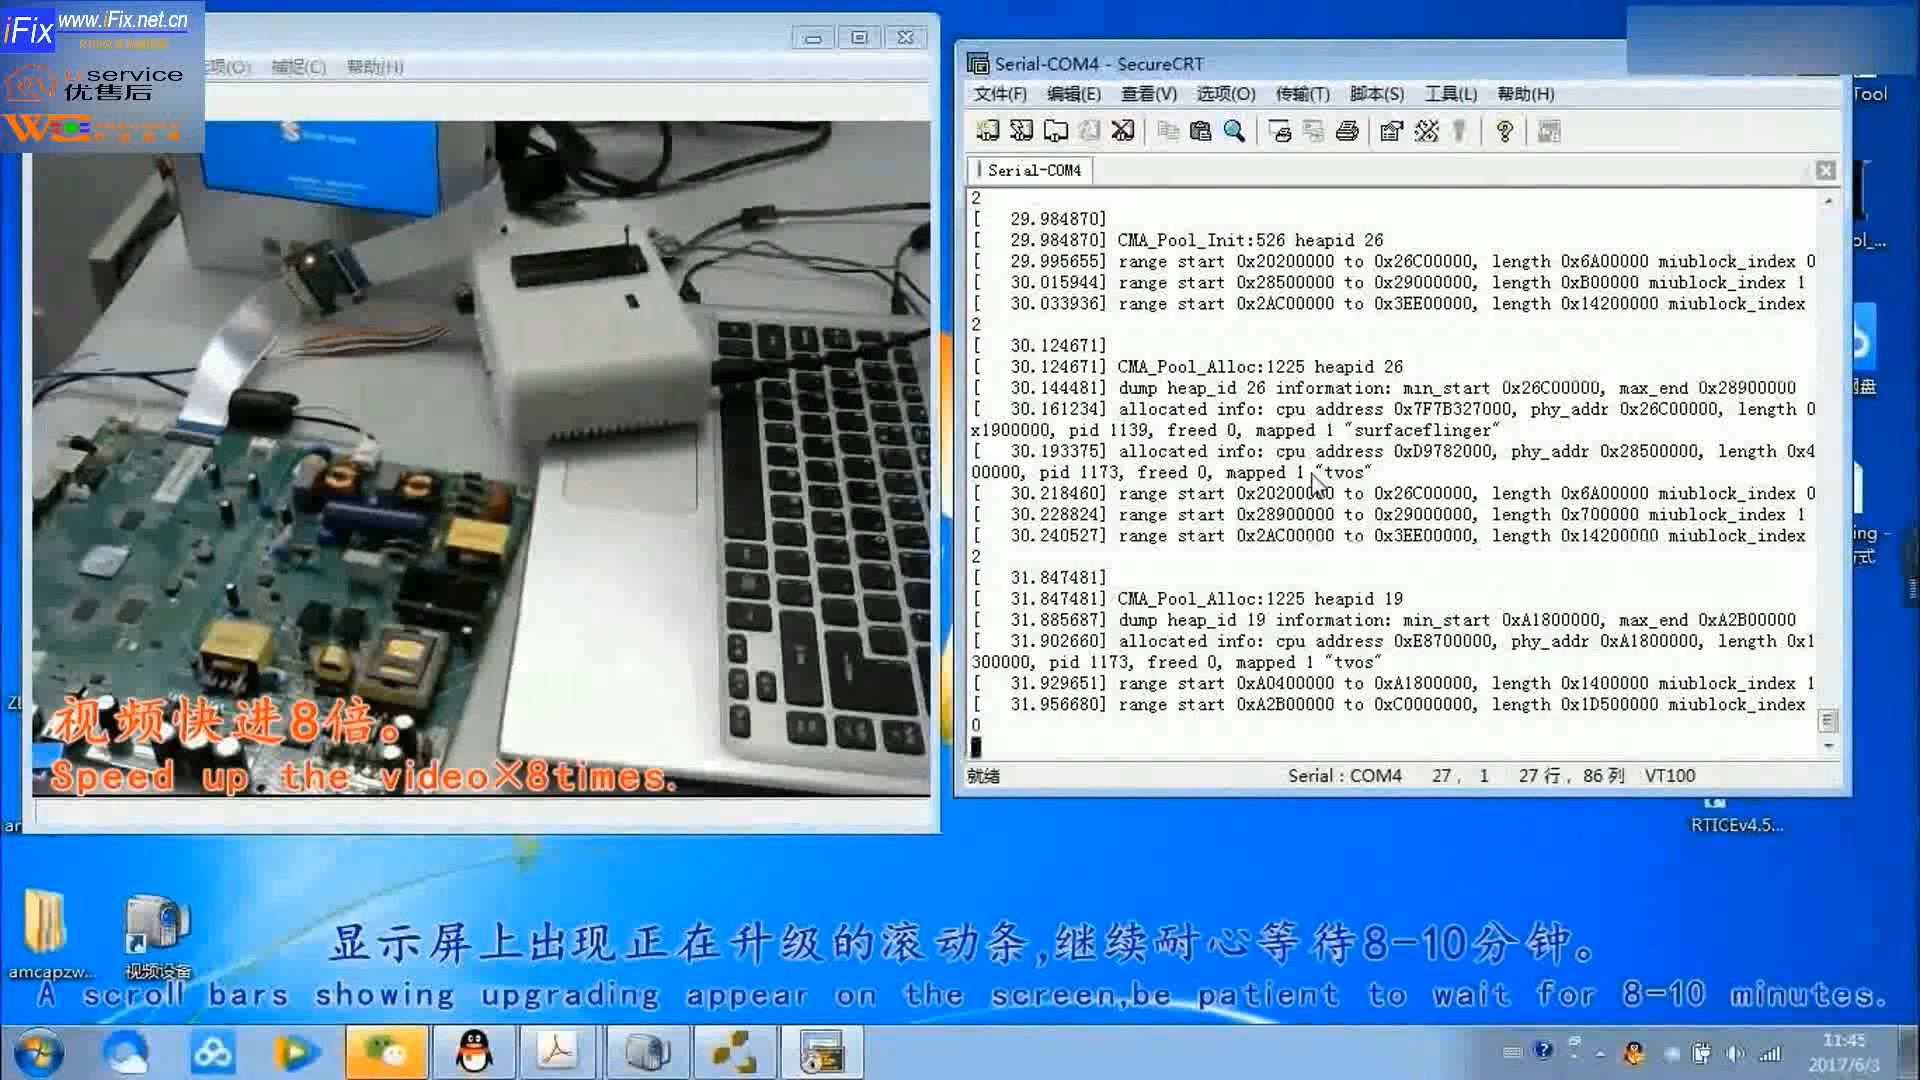 iFix
www.iFix.net.cn
u service
优售后
项(O) 捕捉(C) 帮助(H)
Serial-COM4 - SecureCRT
文件(F) 编辑(E) 查看(V) 选项(O) 传输(T) 脚本(S) 工具(L) 帮助(H)
Serial-COM4
2
[ 29.984870]
[ 29.984870] CMA_Pool_Init:526 heapid 26
[ 29.995655] range start 0x20200000 to 0x26C00000, length 0x6A00000 miublock_index 0
[ 30.015944] range start 0x28500000 to 0x29000000, length 0xB00000 miublock_index 1
[ 30.033936] range start 0x2AC00000 to 0x3EE00000, length 0x14200000 miublock_index
2
[ 30.124671]
[ 30.124671] CMA_Pool_Alloc:1225 heapid 26
[ 30.144481] dump heap_id 26 information: min_start 0x26C00000, max_end 0x28900000
[ 30.161234] allocated info: cpu address 0x7F7B327000, phy_addr 0x26C00000, length 0
x1900000, pid 1139, freed 0, mapped 1 "surfaceflinger"
[ 30.193375] allocated info: cpu address 0xD9782000, phy_addr 0x28500000, length 0x4
00000, pid 1173, freed 0, mapped 1 "tvos"
[ 30.218460] range start 0x20200000 to 0x26C00000, length 0x6A00000 miublock_index 0
[ 30.228824] range start 0x28900000 to 0x29000000, length 0x700000 miublock_index 1
[ 30.240527] range start 0x2AC00000 to 0x3EE00000, length 0x14200000 miublock_index
2
[ 31.847481]
[ 31.847481] CMA_Pool_Alloc:1225 heapid 19
[ 31.885687] dump heap_id 19 information: min_start 0xA1800000, max_end 0xA2B00000
[ 31.902660] allocated info: cpu address 0xE8700000, phy_addr 0xA1800000, length 0x1
300000, pid 1173, freed 0, mapped 1 "tvos"
[ 31.929651] range start 0xA0400000 to 0xA1800000, length 0x1400000 miublock_index 1
[ 31.956680] range start 0xA2B00000 to 0xC0000000, length 0x1D500000 miublock_index
0
就绪 Serial: COM4 27, 1 27 行, 86 列 VT100
Tool
视频快进8倍。
Speed up the video×8times.
RTICEv4.5...
amcapzw...
视频设备
显示屏上出现正在升级的滚动条,继续耐心等待8-10分钟。
A scroll bars showing upgrading appear on the screen,be patient to wait for 8-10 minutes.
11:45
2017/6/3